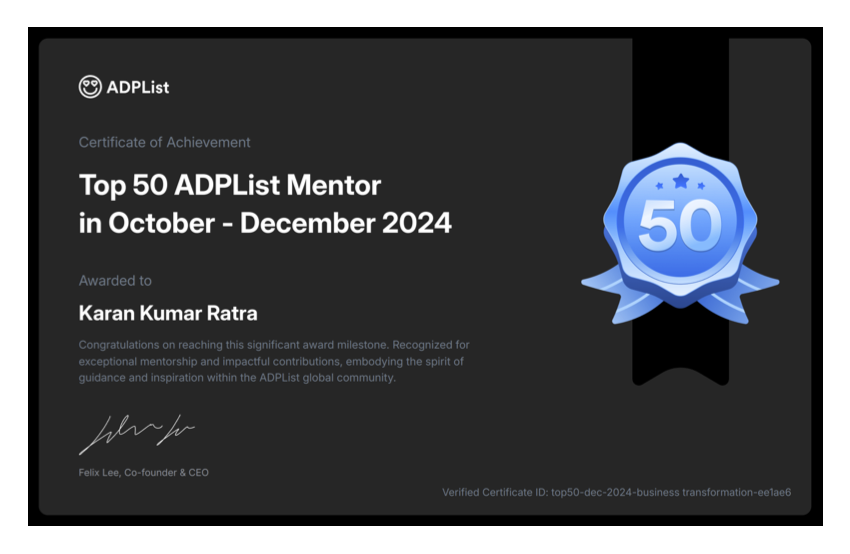 ADPList
Certificate of Achievement
Top 50 ADPList Mentor
in October - December 2024
50
Awarded to
Karan Kumar Ratra
Congratulations on reaching this significant award milestone. Recognized for
exceptional mentorship and impactful contributions, embodying the spirit of
guidance and inspiration within the ADPList global community.
Felix Lee, Co-founder & CEO
Verified Certificate ID: top50-dec-2024-business transformation-ee1ae6